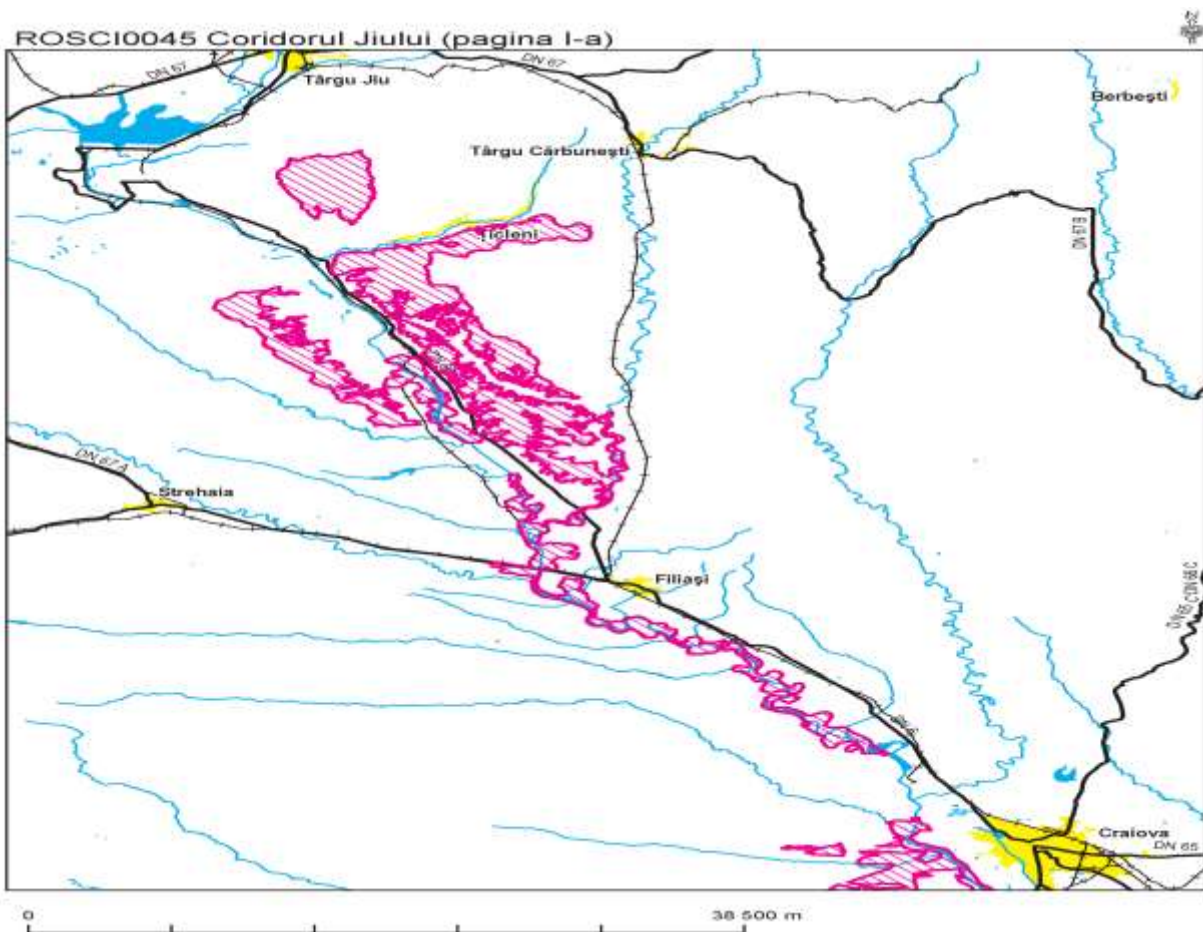 ROSCI0045 Coridorul Jiului (pagina I-a)
DN 67
DN 67
Târgu Jiu
Berbeşti
Târgu Cărbuneşti
Ţicleni
DN 67B
DN 67 A
Strehaia
Filiaşi
Craiova
DN 65
0
38 500 m